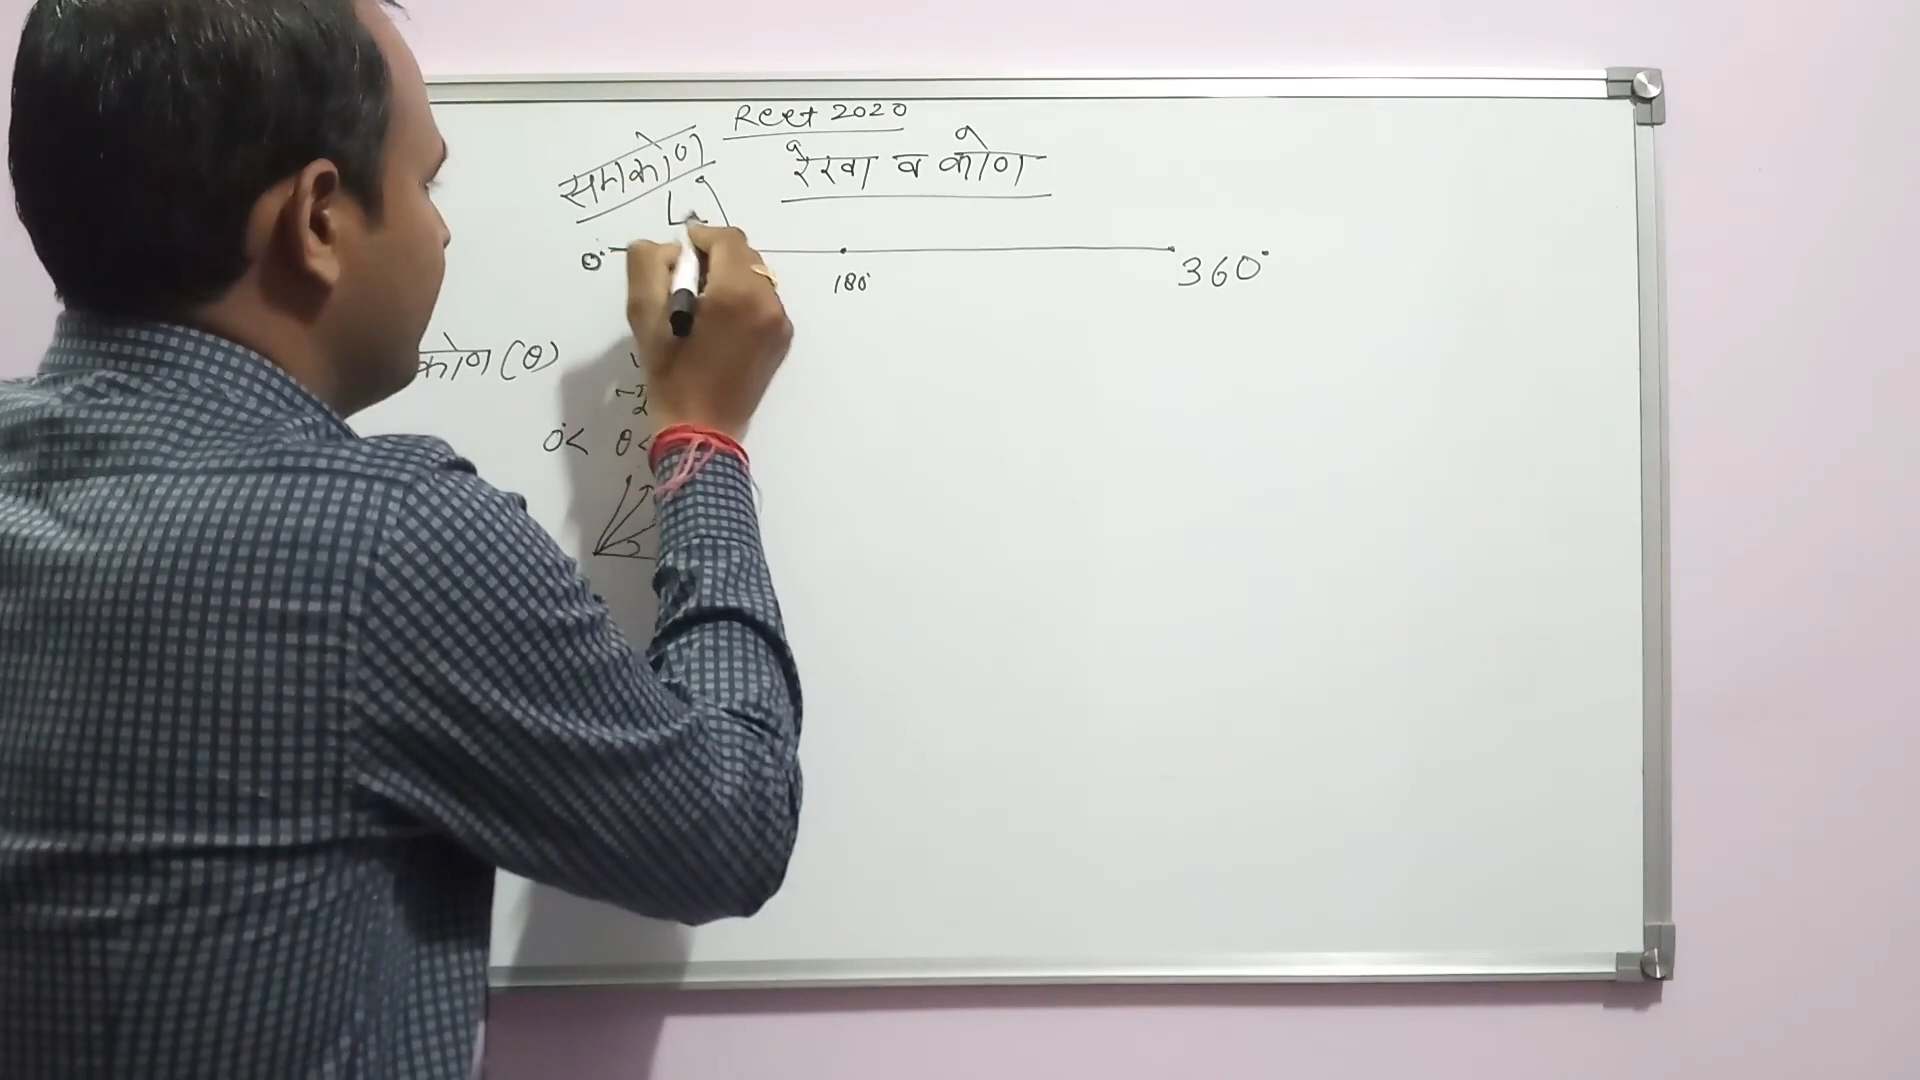 Reet 2020
रेखा व कोण
समकोण
0° 180° 360°
कोण (θ)
0° < θ <